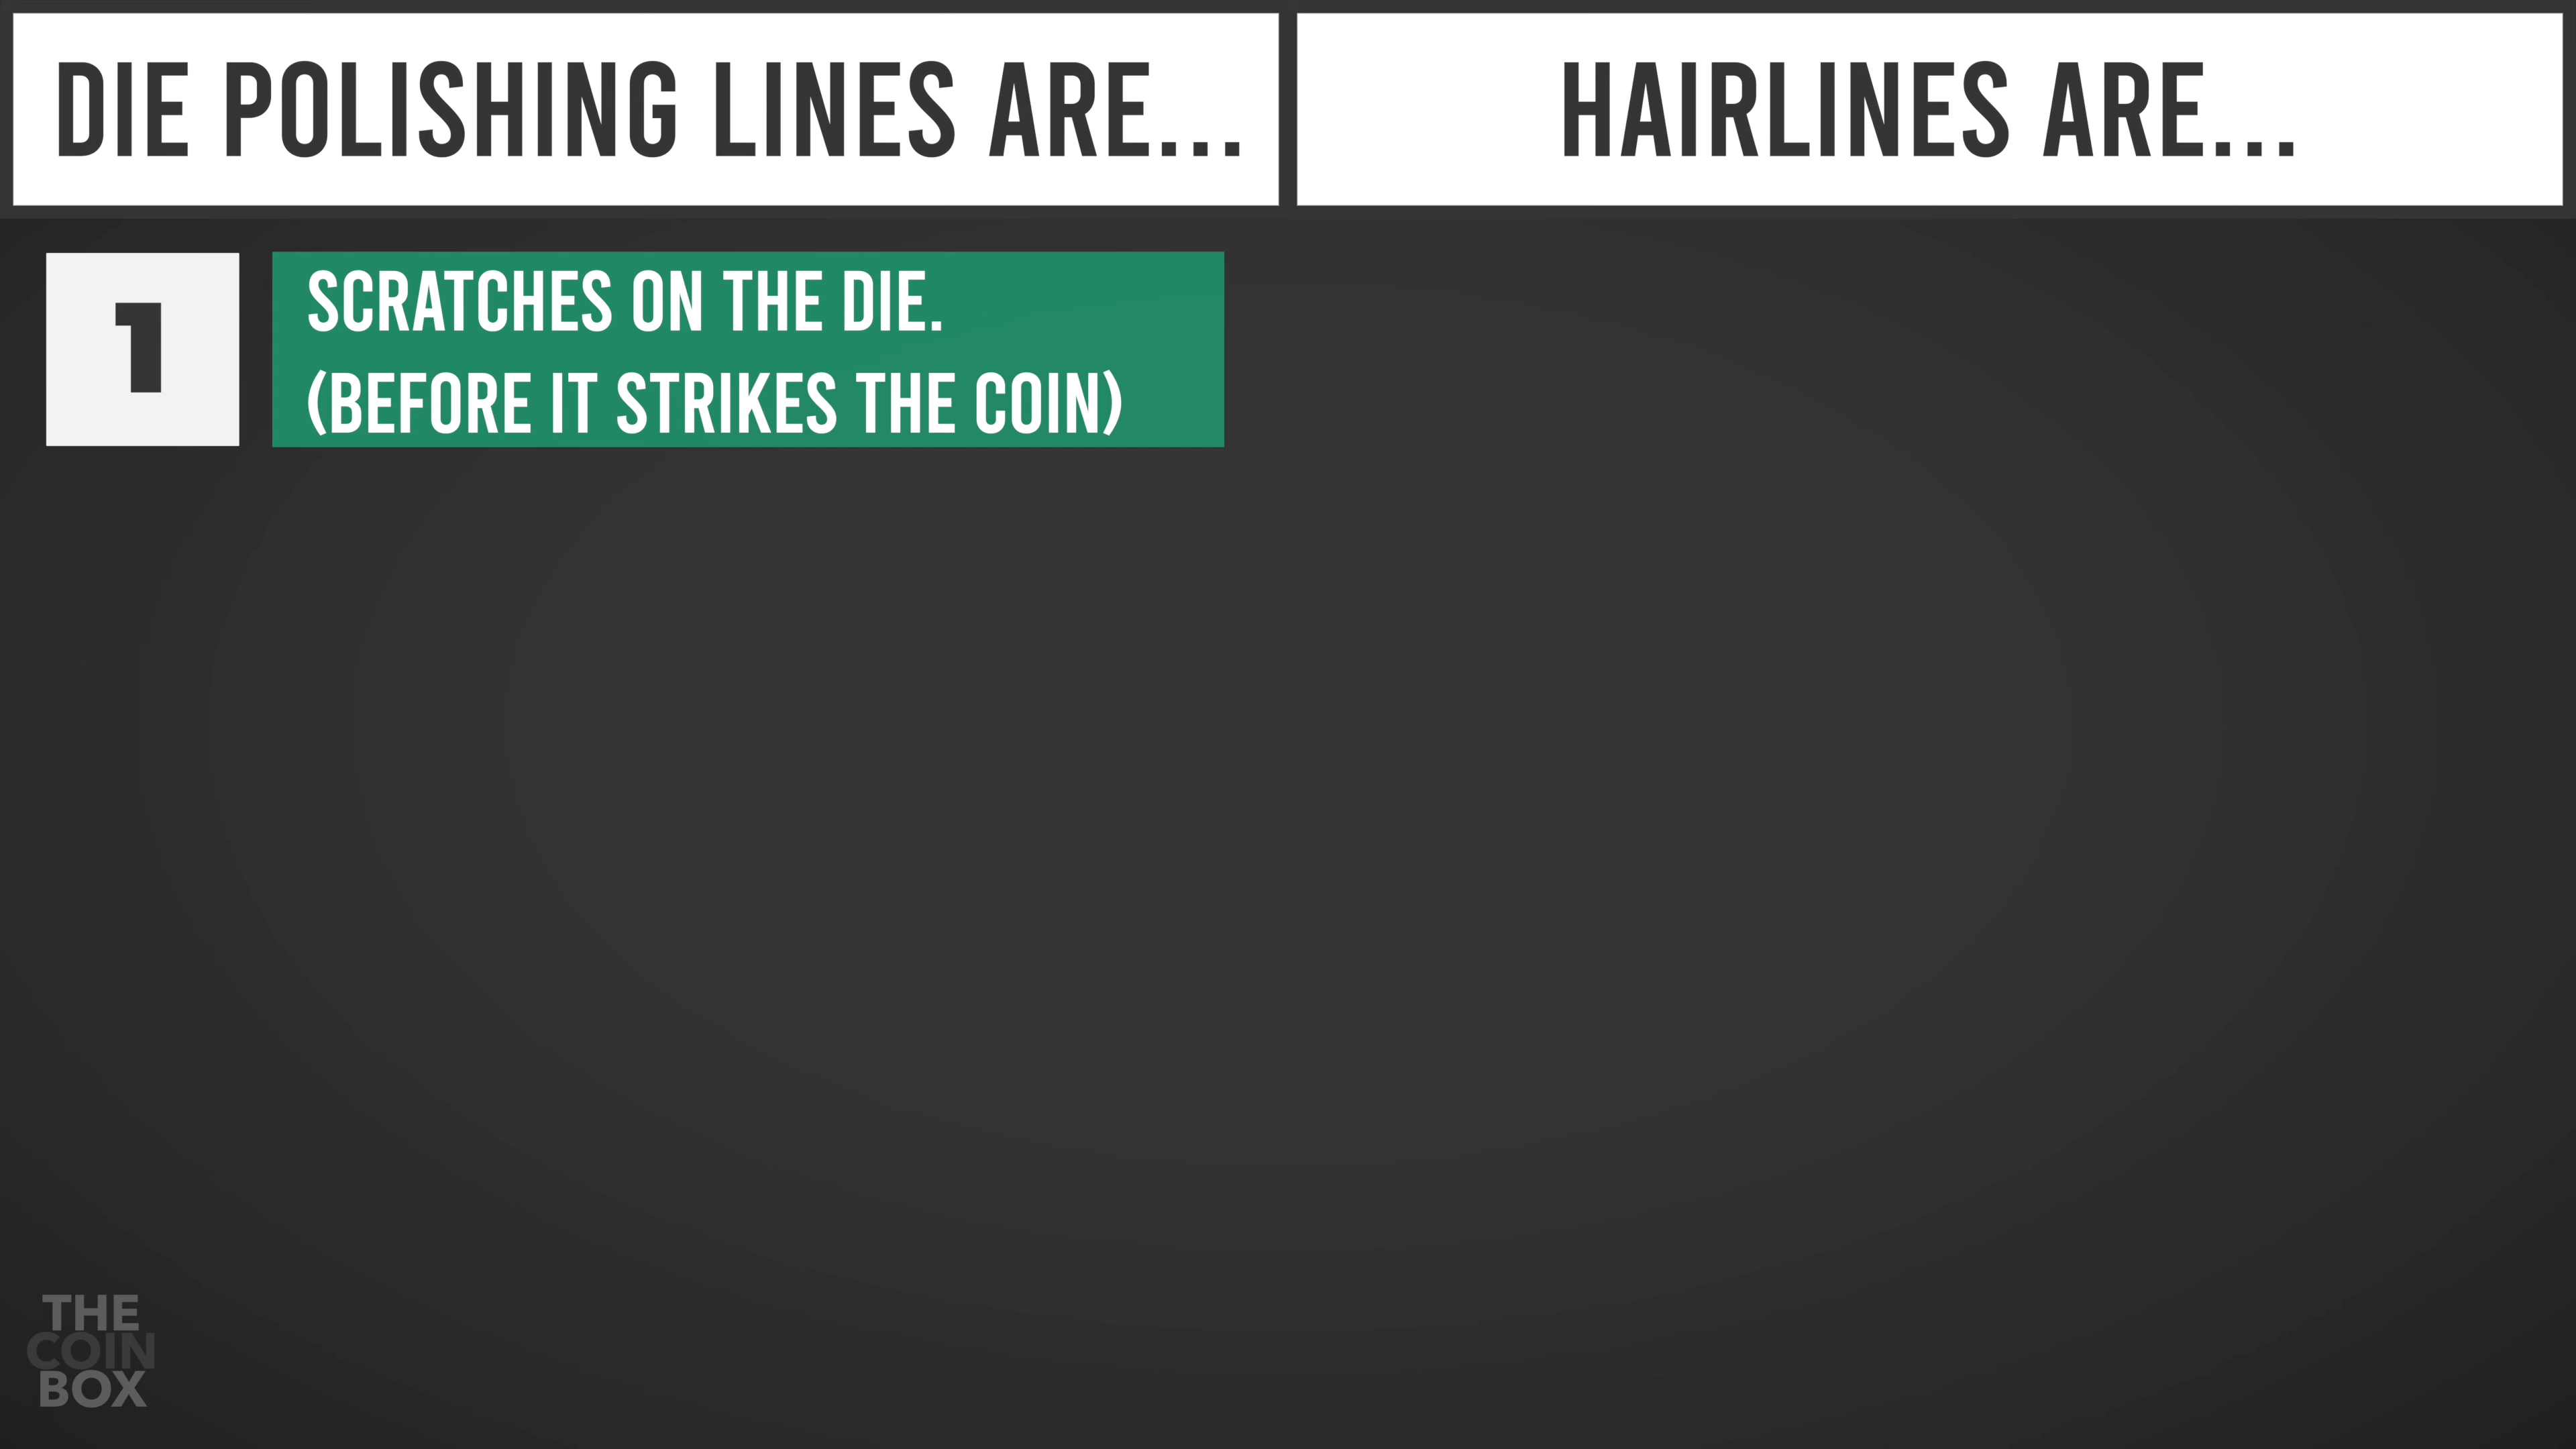 DIE POLISHING LINES ARE...
HAIRLINES ARE...
1
SCRATCHES ON THE DIE.
(BEFORE IT STRIKES THE COIN)
THE
COIN
BOX